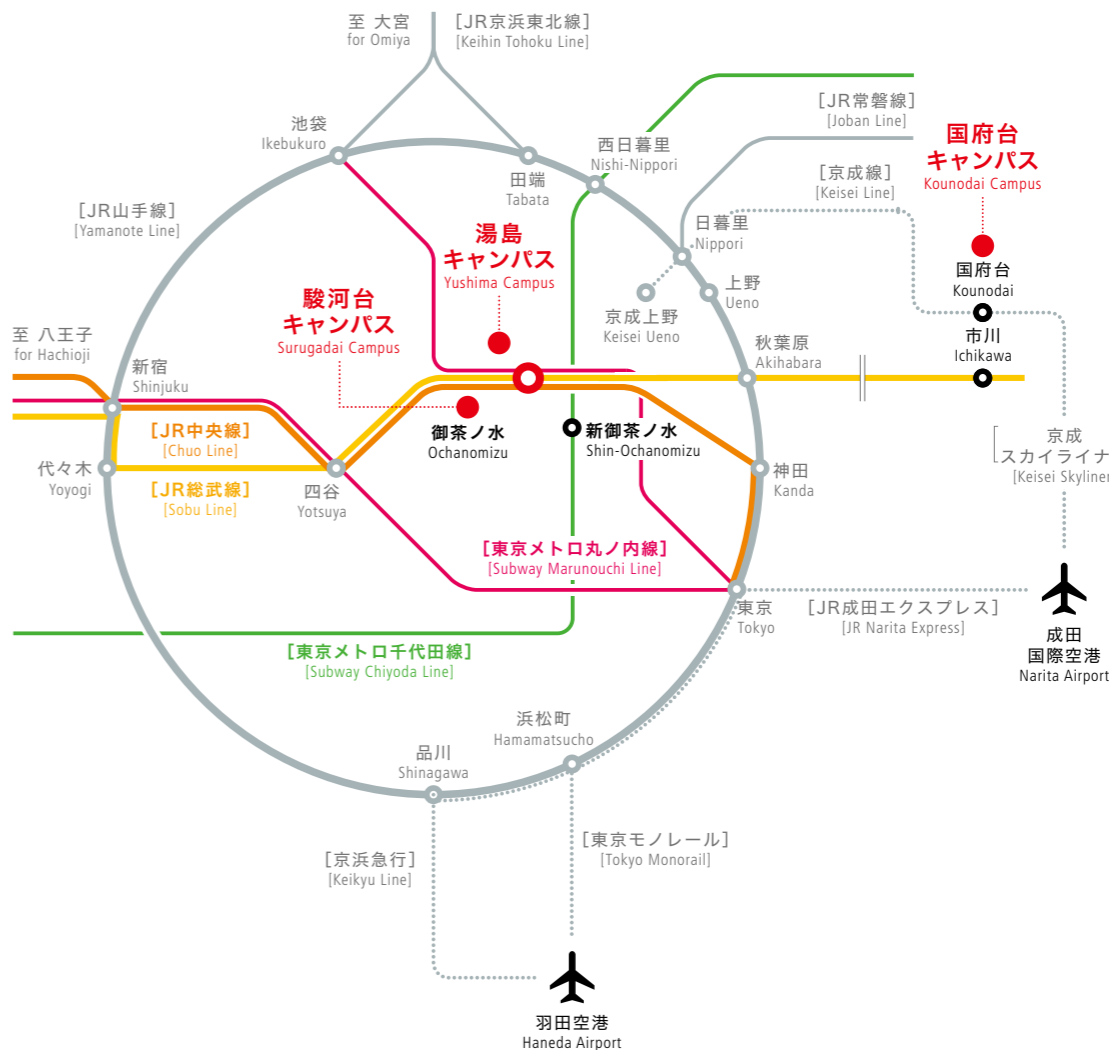 至 大宮
for Omiya
［JR京浜東北線］
[Keihin Tohoku Line]
池袋
Ikebukuro
田端
Tabata
西日暮里
Nishi-Nippori
［JR常磐線］
[Joban Line]
国府台
キャンパス
Kounodai Campus
［京成線］
[Keisei Line]
［JR山手線］
[Yamanote Line]
日暮里
Nippori
湯島
キャンパス
Yushima Campus
上野
Ueno
京成上野
Keisei Ueno
国府台
Kounodai
駿河台
キャンパス
Surugadai Campus
市川
Ichikawa
至 八王子
for Hachioji
新宿
Shinjuku
秋葉原
Akihabara
［JR中央線］
[Chuo Line]
御茶ノ水
Ochanomizu
新御茶ノ水
Shin-Ochanomizu
京成
スカイライナ
[Keisei Skyliner
代々木
Yoyogi
［JR総武線］
[Sobu Line]
四谷
Yotsuya
神田
Kanda
［東京メトロ丸ノ内線］
[Subway Marunouchi Line]
東京
Tokyo
［JR成田エクスプレス］
[JR Narita Express]
成田
国際空港
Narita Airport
［東京メトロ千代田線］
[Subway Chiyoda Line]
浜松町
Hamamatsucho
品川
Shinagawa
［京浜急行］
[Keikyu Line]
［東京モノレール］
[Tokyo Monorail]
羽田空港
Haneda Airport